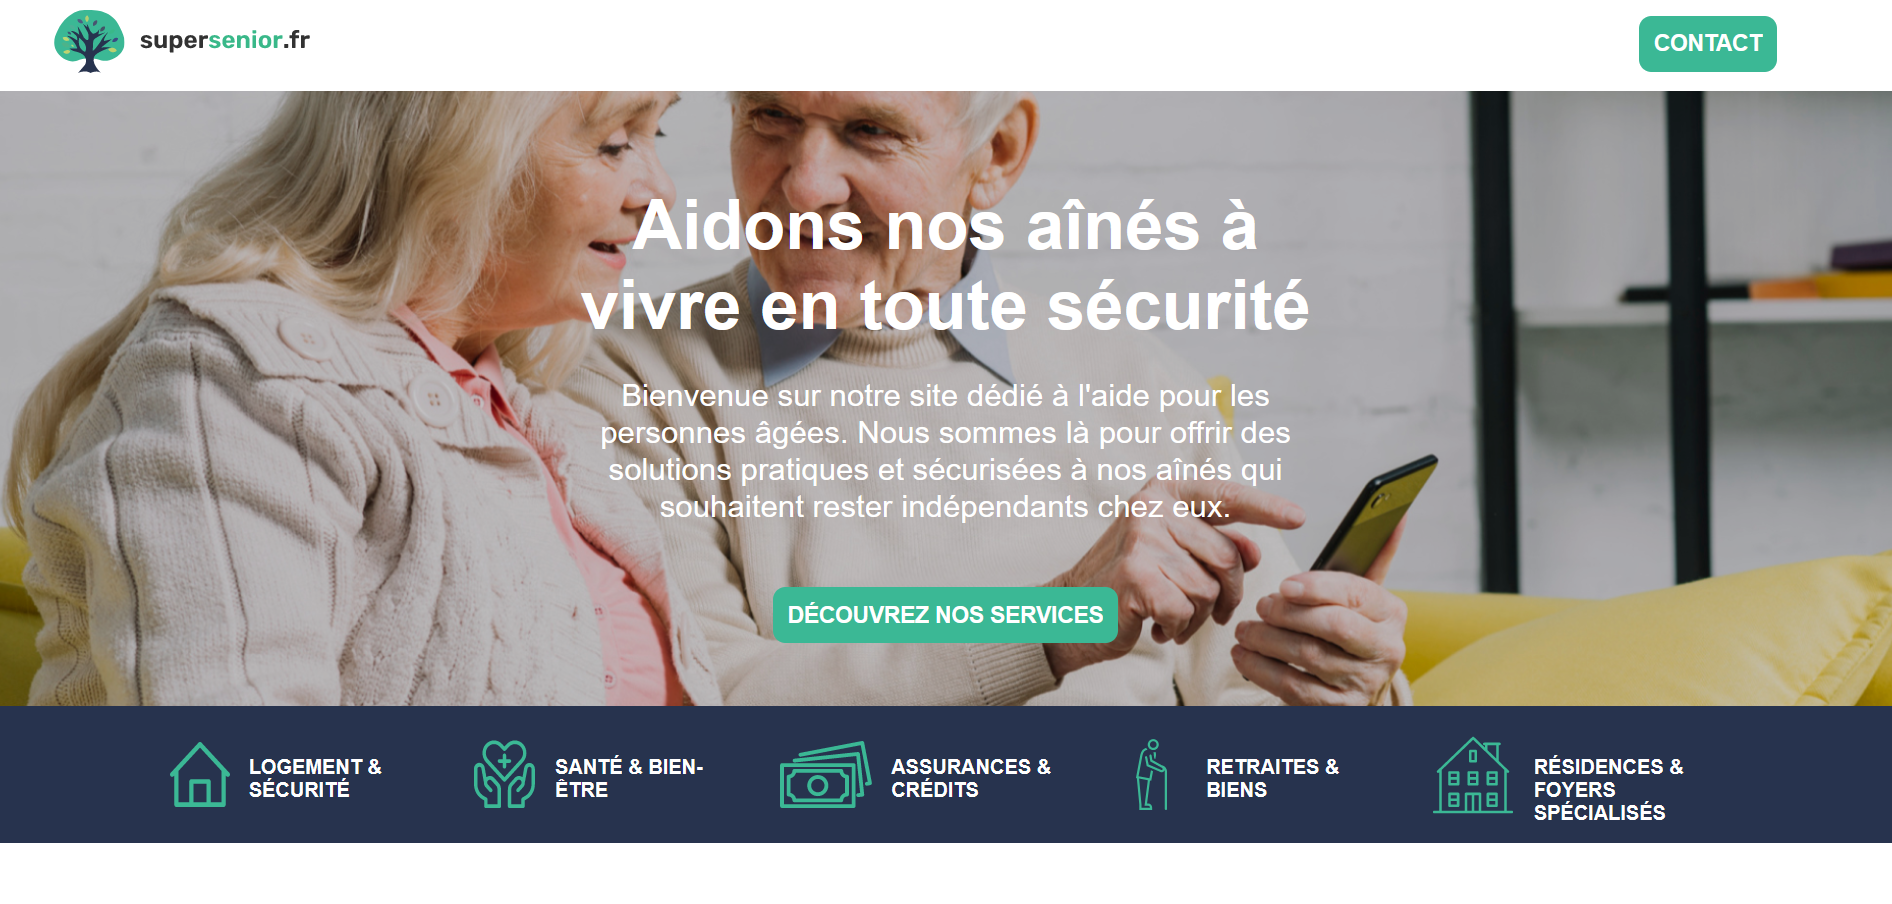 supersenior.fr
CONTACT
Aidons nos aînés à
vivre en toute sécurité
Bienvenue sur notre site dédié à l'aide pour les
personnes âgées. Nous sommes là pour offrir des
solutions pratiques et sécurisées à nos aînés qui
souhaitent rester indépendants chez eux.
DÉCOUVREZ NOS SERVICES
LOGEMENT &
SÉCURITÉ
SANTÉ & BIEN-
ÊTRE
ASSURANCES &
CRÉDITS
RETRAITES &
BIENS
RÉSIDENCES &
FOYERS
SPÉCIALISÉS